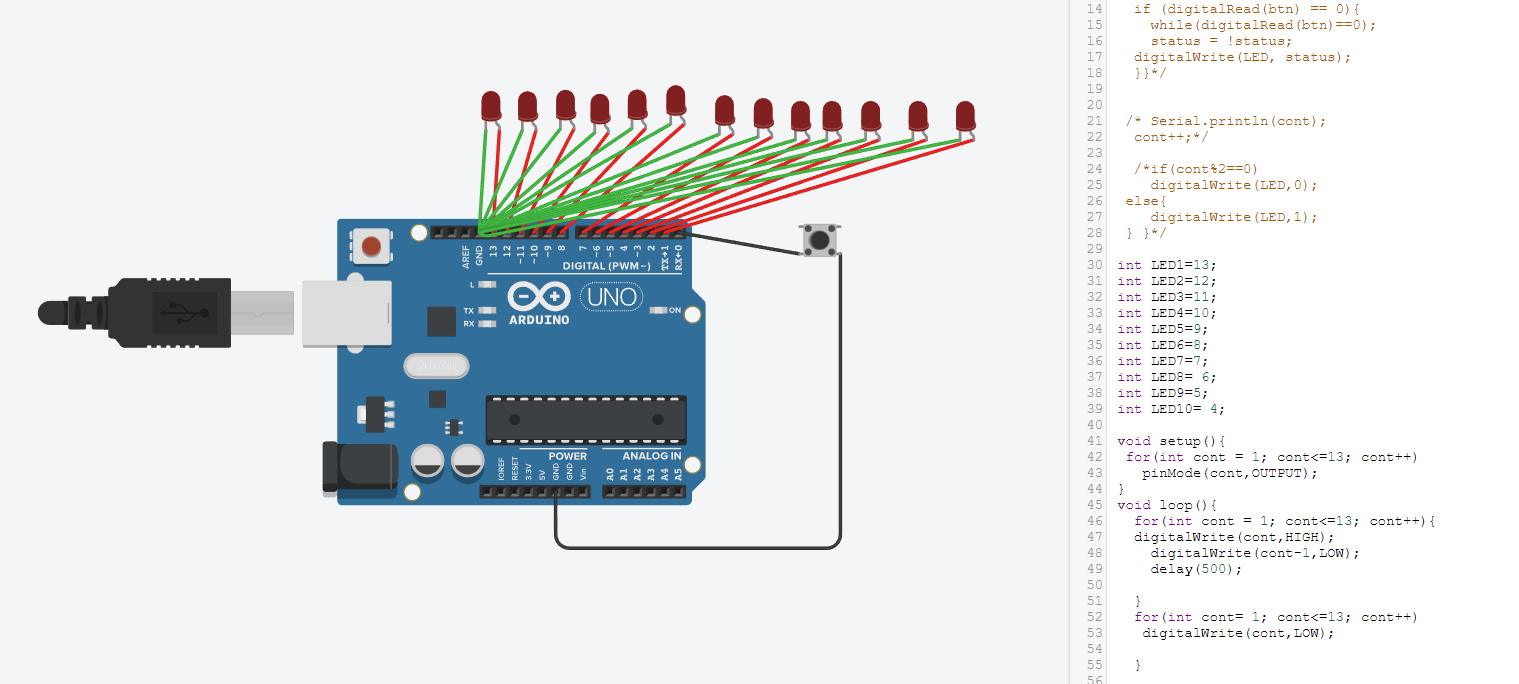 AREF
GND
13
12
~11
~10
~9
8
7
~6
~5
4
~3
2
TX→1
RX←0
DIGITAL (PWM~)
L
TX
RX
UNO
ON
ARDUINO
POWER
ANALOG IN
IOREF
RESET
3.3V
5V
GND
GND
Vin
A0
A1
A2
A3
A4
A5
14 if (digitalRead(btn) == 0){
15 while(digitalRead(btn)==0);
16 status = !status;
17 digitalWrite(LED, status);
18 }}*/
19
20
21 /* Serial.println(cont);
22 cont++;*/
23
24 /*if(cont%2==0)
25 digitalWrite(LED,0);
26 else{
27 digitalWrite(LED,1);
28 } }*/
29
30 int LED1=13;
31 int LED2=12;
32 int LED3=11;
33 int LED4=10;
34 int LED5=9;
35 int LED6=8;
36 int LED7=7;
37 int LED8= 6;
38 int LED9=5;
39 int LED10= 4;
40
41 void setup(){
42 for(int cont = 1; cont<=13; cont++)
43 pinMode(cont,OUTPUT);
44 }
45 void loop(){
46 for(int cont = 1; cont<=13; cont++){
47 digitalWrite(cont,HIGH);
48 digitalWrite(cont-1,LOW);
49 delay(500);
50
51 }
52 for(int cont= 1; cont<=13; cont++)
53 digitalWrite(cont,LOW);
54
55 }
56